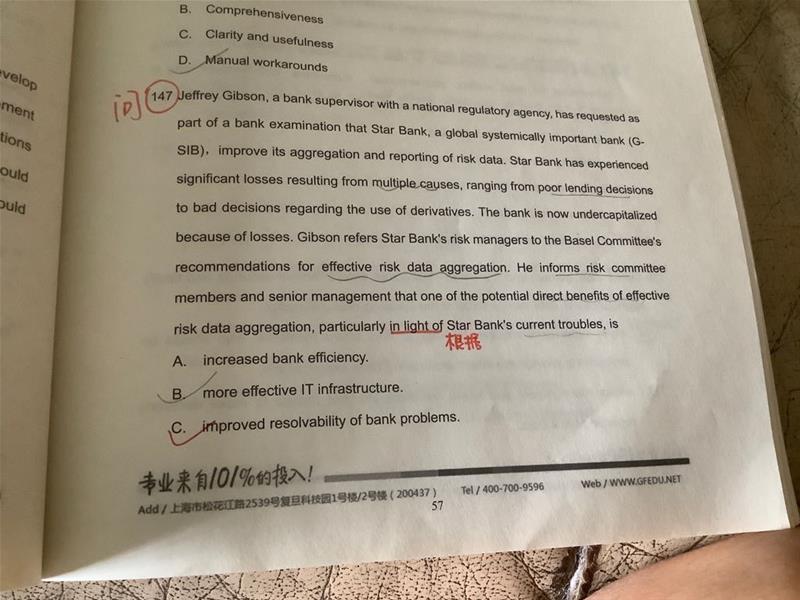 B. Comprehensiveness
C. Clarity and usefulness
D. Manual workarounds
velop
ement
tions
ould
ould
问 147 Jeffrey Gibson, a bank supervisor with a national regulatory agency, has requested as
part of a bank examination that Star Bank, a global systemically important bank (G-
SIB), improve its aggregation and reporting of risk data. Star Bank has experienced
significant losses resulting from multiple causes, ranging from poor lending decisions
to bad decisions regarding the use of derivatives. The bank is now undercapitalized
because of losses. Gibson refers Star Bank's risk managers to the Basel Committee's
recommendations for effective risk data aggregation. He informs risk committee
members and senior management that one of the potential direct benefits of effective
risk data aggregation, particularly in light of Star Bank's current troubles, is
根据
A. increased bank efficiency.
B. more effective IT infrastructure.
C. improved resolvability of bank problems.
专业来自101%的投入!
Add / 上海市松花江路2539号复旦科技园1号楼/2号楼 (200437) Tel / 400-700-9596 Web / WWW.GFEDU.NET
57